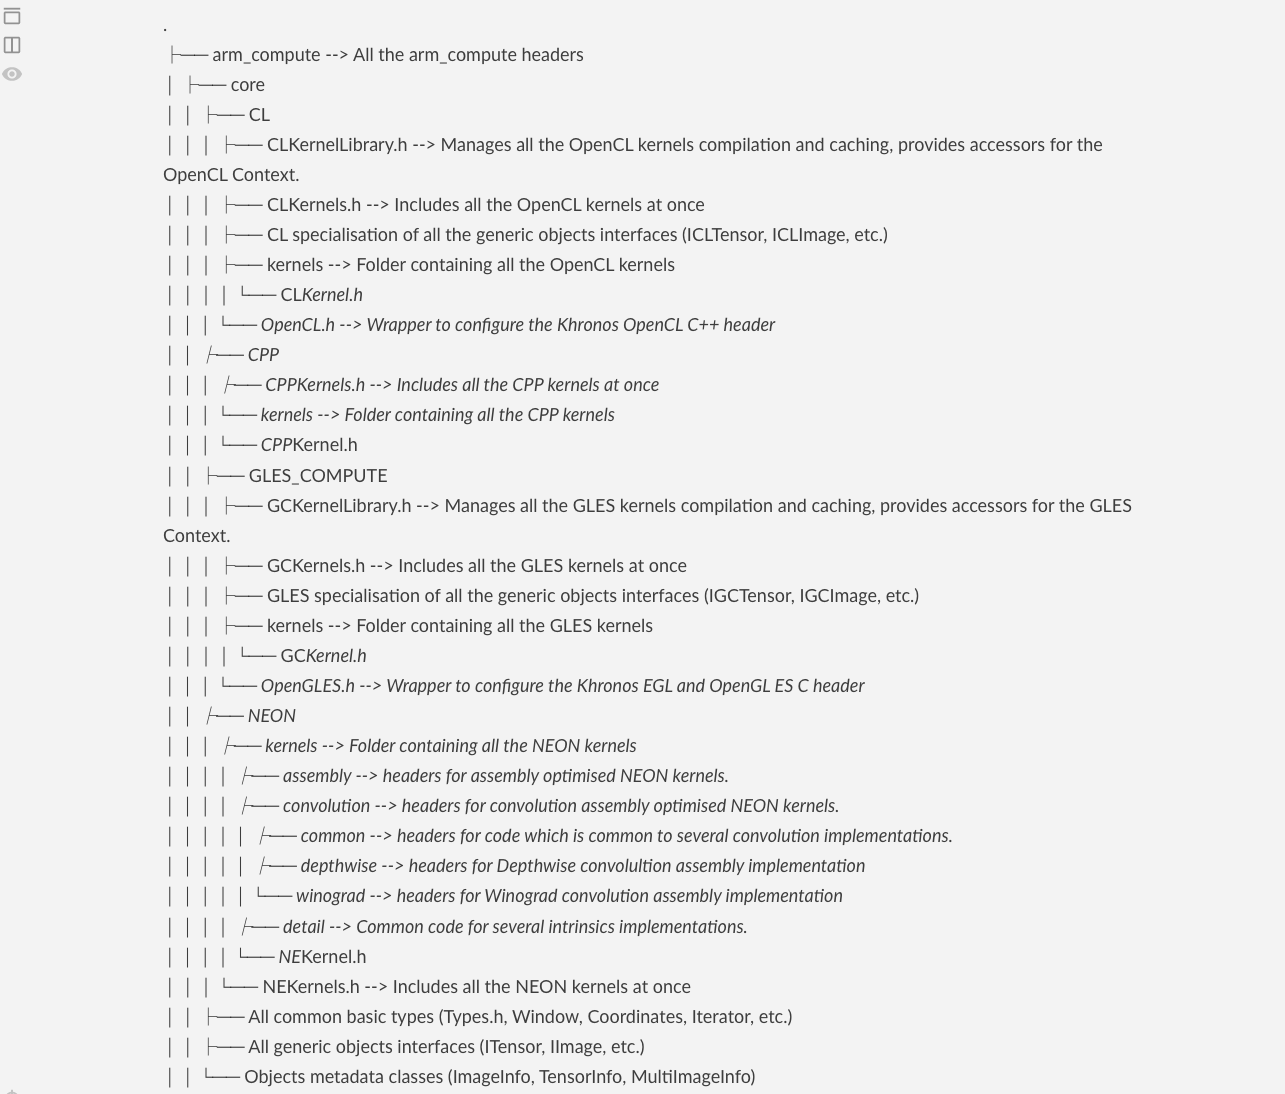 .
├── arm_compute --> All the arm_compute headers
│ ├── core
│ │ ├── CL
│ │ │ ├── CLKernelLibrary.h --> Manages all the OpenCL kernels compilation and caching, provides accessors for the
OpenCL Context.
│ │ │ ├── CLKernels.h --> Includes all the OpenCL kernels at once
│ │ │ ├── CL specialisation of all the generic objects interfaces (ICLTensor, ICLImage, etc.)
│ │ │ ├── kernels --> Folder containing all the OpenCL kernels
│ │ │ │ └── CLKernel.h
│ │ │ └── OpenCL.h --> Wrapper to configure the Khronos OpenCL C++ header
│ │ ├── CPP
│ │ │ ├── CPPKernels.h --> Includes all the CPP kernels at once
│ │ │ └── kernels --> Folder containing all the CPP kernels
│ │ │ └── CPPKernel.h
│ │ ├── GLES_COMPUTE
│ │ │ ├── GCKernelLibrary.h --> Manages all the GLES kernels compilation and caching, provides accessors for the GLES
Context.
│ │ │ ├── GCKernels.h --> Includes all the GLES kernels at once
│ │ │ ├── GLES specialisation of all the generic objects interfaces (IGCTensor, IGCImage, etc.)
│ │ │ ├── kernels --> Folder containing all the GLES kernels
│ │ │ │ └── GCKernel.h
│ │ │ └── OpenGLES.h --> Wrapper to configure the Khronos EGL and OpenGL ES C header
│ │ ├── NEON
│ │ │ ├── kernels --> Folder containing all the NEON kernels
│ │ │ │ ├── assembly --> headers for assembly optimised NEON kernels.
│ │ │ │ ├── convolution --> headers for convolution assembly optimised NEON kernels.
│ │ │ │ │ ├── common --> headers for code which is common to several convolution implementations.
│ │ │ │ │ ├── depthwise --> headers for Depthwise convolultion assembly implementation
│ │ │ │ │ └── winograd --> headers for Winograd convolution assembly implementation
│ │ │ │ ├── detail --> Common code for several intrinsics implementations.
│ │ │ │ └── NEKernel.h
│ │ │ └── NEKernels.h --> Includes all the NEON kernels at once
│ │ ├── All common basic types (Types.h, Window, Coordinates, Iterator, etc.)
│ │ ├── All generic objects interfaces (ITensor, IImage, etc.)
│ │ └── Objects metadata classes (ImageInfo, TensorInfo, MultiImageInfo)